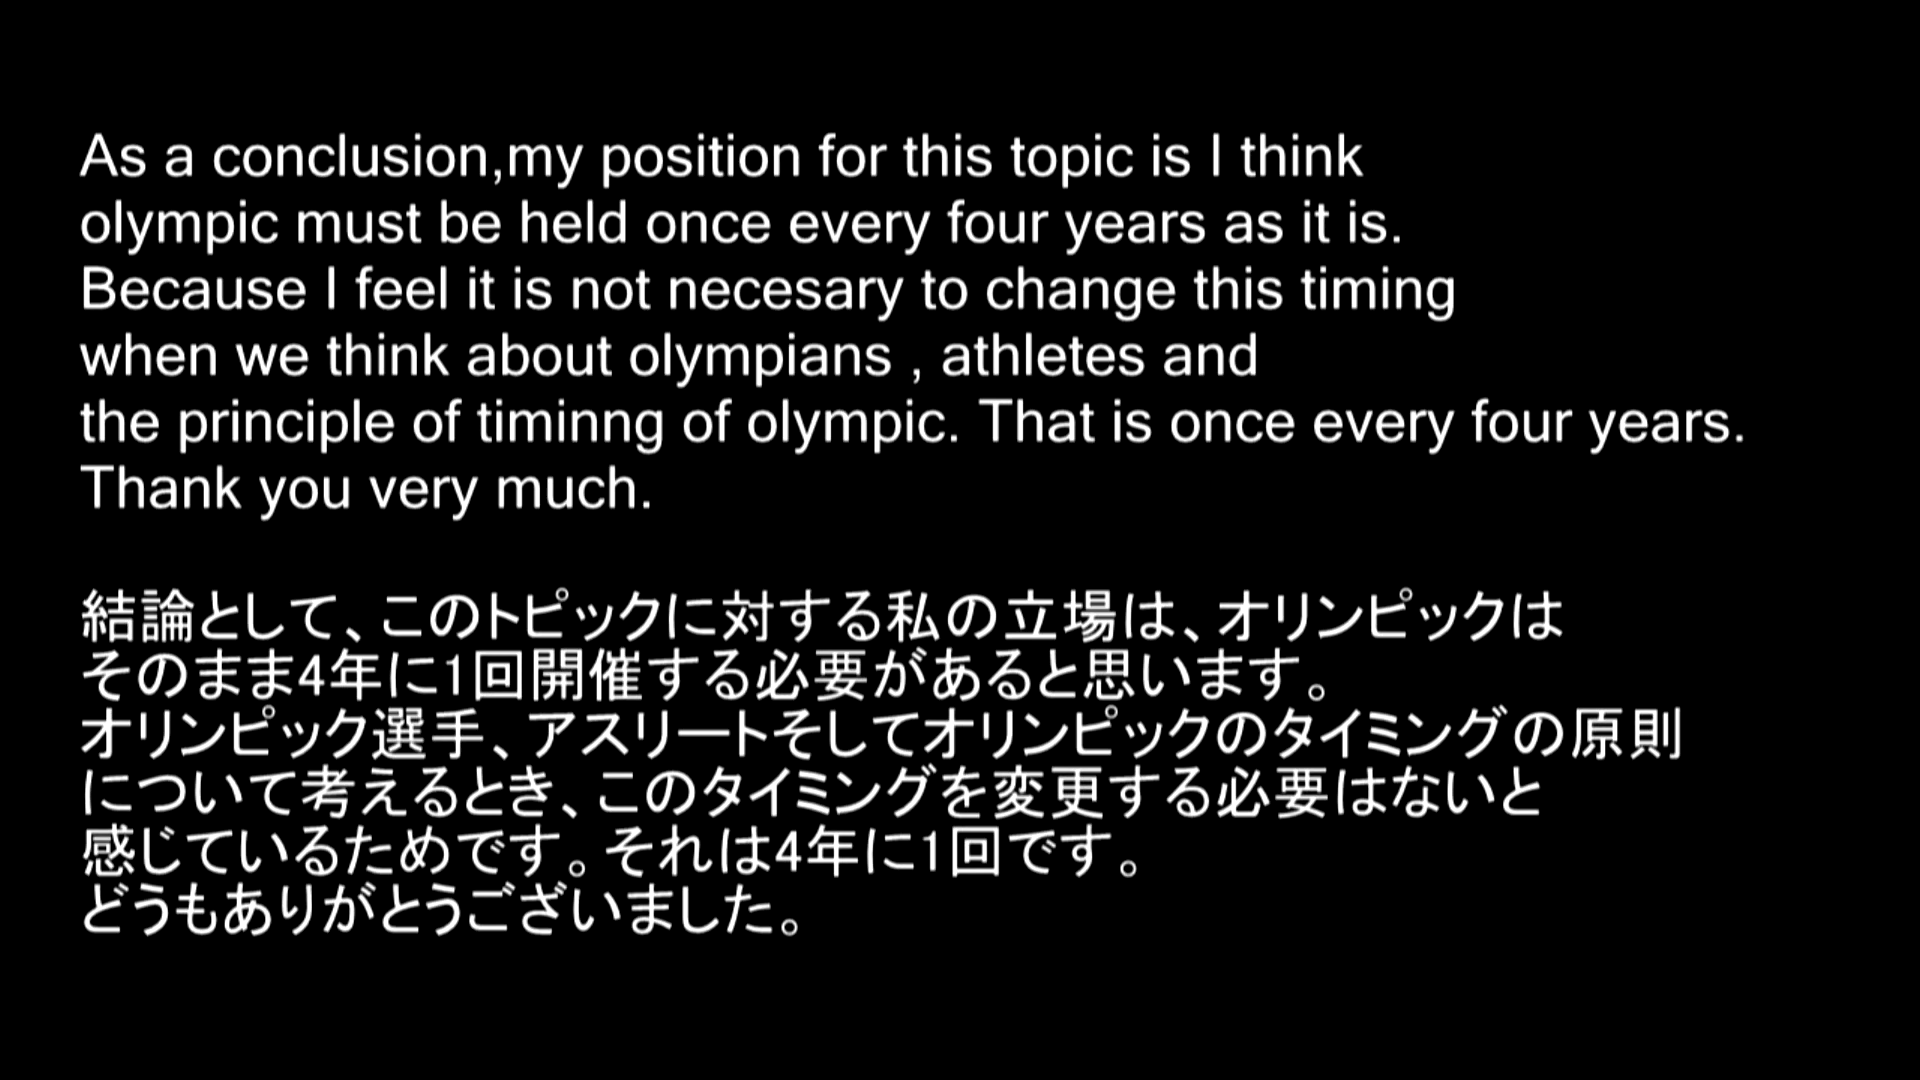 As a conclusion,my position for this topic is I think
olympic must be held once every four years as it is.
Because I feel it is not necesary to change this timing
when we think about olympians , athletes and
the principle of timinng of olympic. That is once every four years.
Thank you very much.
結論として、このトピックに対する私の立場は、オリンピックは
そのまま4年に1回開催する必要があると思います。
オリンピック選手、アスリートそしてオリンピックのタイミングの原則
について考えるとき、このタイミングを変更する必要はないと
感じているためです。それは4年に1回です。
どうもありがとうございました。